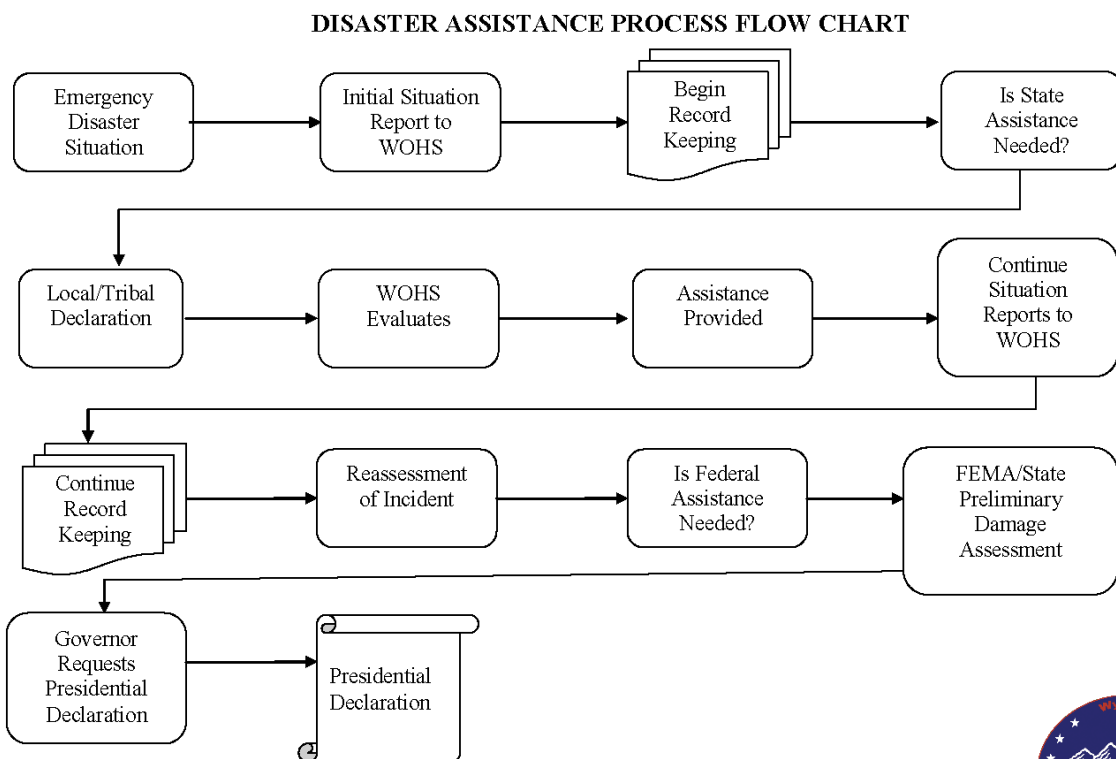 DISASTER ASSISTANCE PROCESS FLOW CHART
Emergency
Disaster
Situation
Initial Situation
Report to
WOHS
Begin
Record
Keeping
Is State
Assistance
Needed?
Local/Tribal
Declaration
WOHS
Evaluates
Assistance
Provided
Continue
Situation
Reports to
WOHS
Continue
Record
Keeping
Reassessment
of Incident
Is Federal
Assistance
Needed?
FEMA/State
Preliminary
Damage
Assessment
Governor
Requests
Presidential
Declaration
Presidential
Declaration